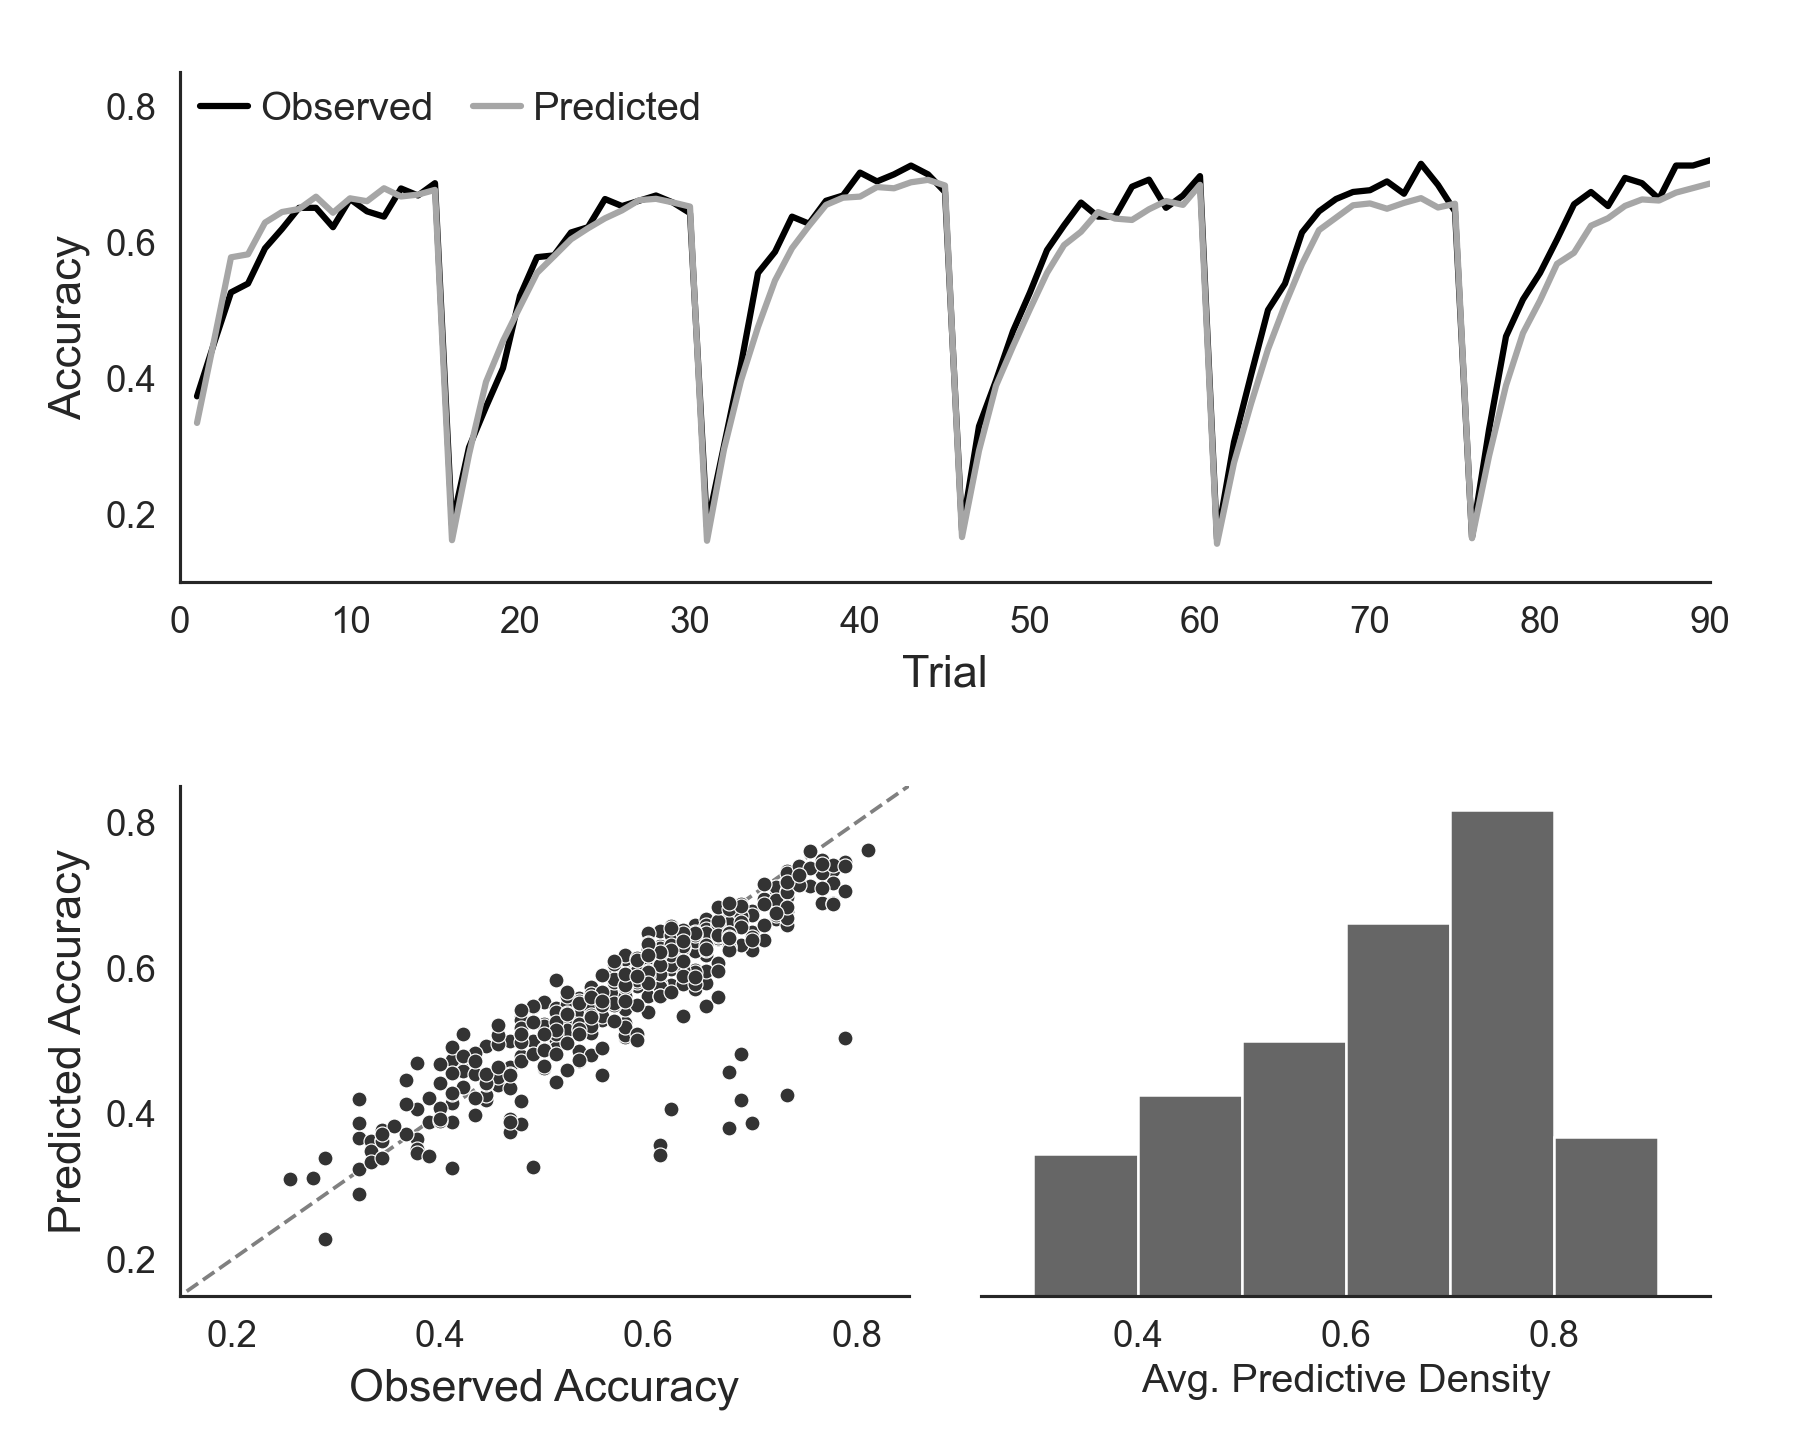 Observed Predicted
Accuracy
0.8
0.6
0.4
0.2
0 10 20 30 40 50 60 70 80 90
Trial
Predicted Accuracy
0.8
0.6
0.4
0.2
0.2 0.4 0.6 0.8
Observed Accuracy
0.4 0.6 0.8
Avg. Predictive Density